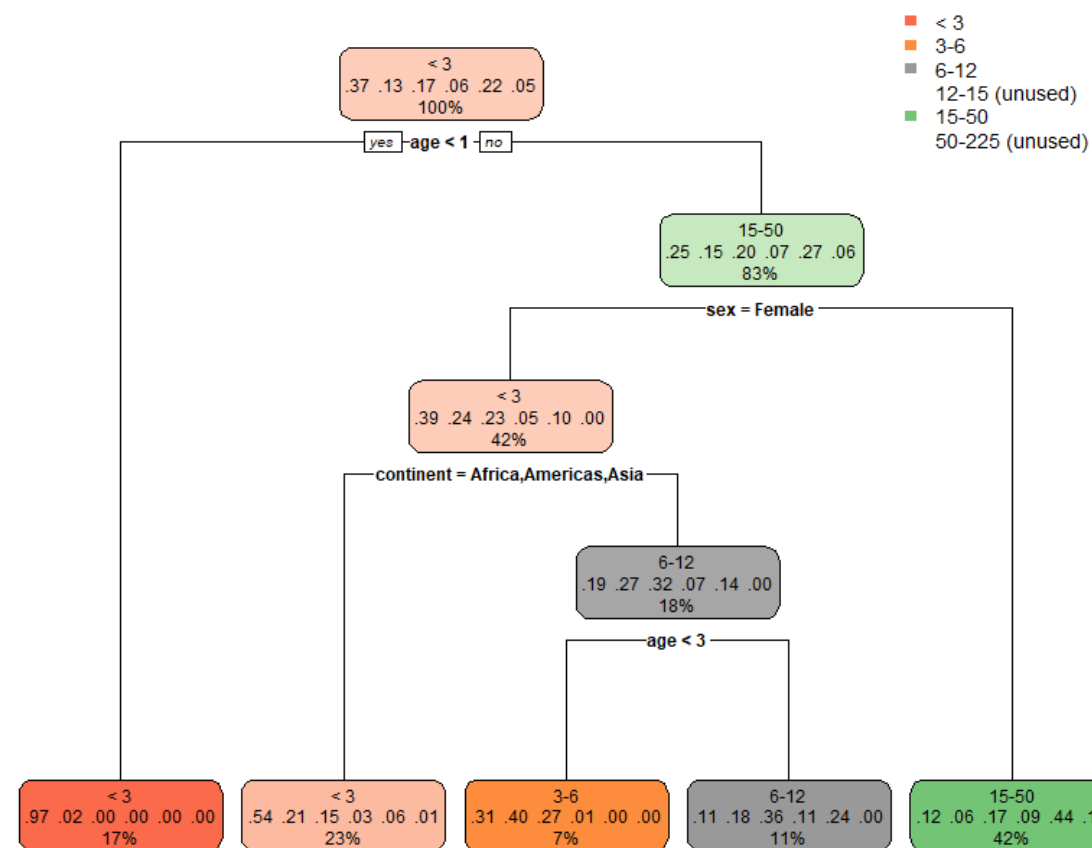 < 3
3-6
6-12
12-15 (unused)
15-50
50-225 (unused)
< 3
.37 .13 .17 .06 .22 .05
100%
yes age < 1 no
15-50
.25 .15 .20 .07 .27 .06
83%
sex = Female
< 3
.39 .24 .23 .05 .10 .00
42%
continent = Africa,Americas,Asia
6-12
.19 .27 .32 .07 .14 .00
18%
age < 3
< 3
.97 .02 .00 .00 .00 .00
17%
< 3
.54 .21 .15 .03 .06 .01
23%
3-6
.31 .40 .27 .01 .00 .00
7%
6-12
.11 .18 .36 .11 .24 .00
11%
15-50
.12 .06 .17 .09 .44
42%